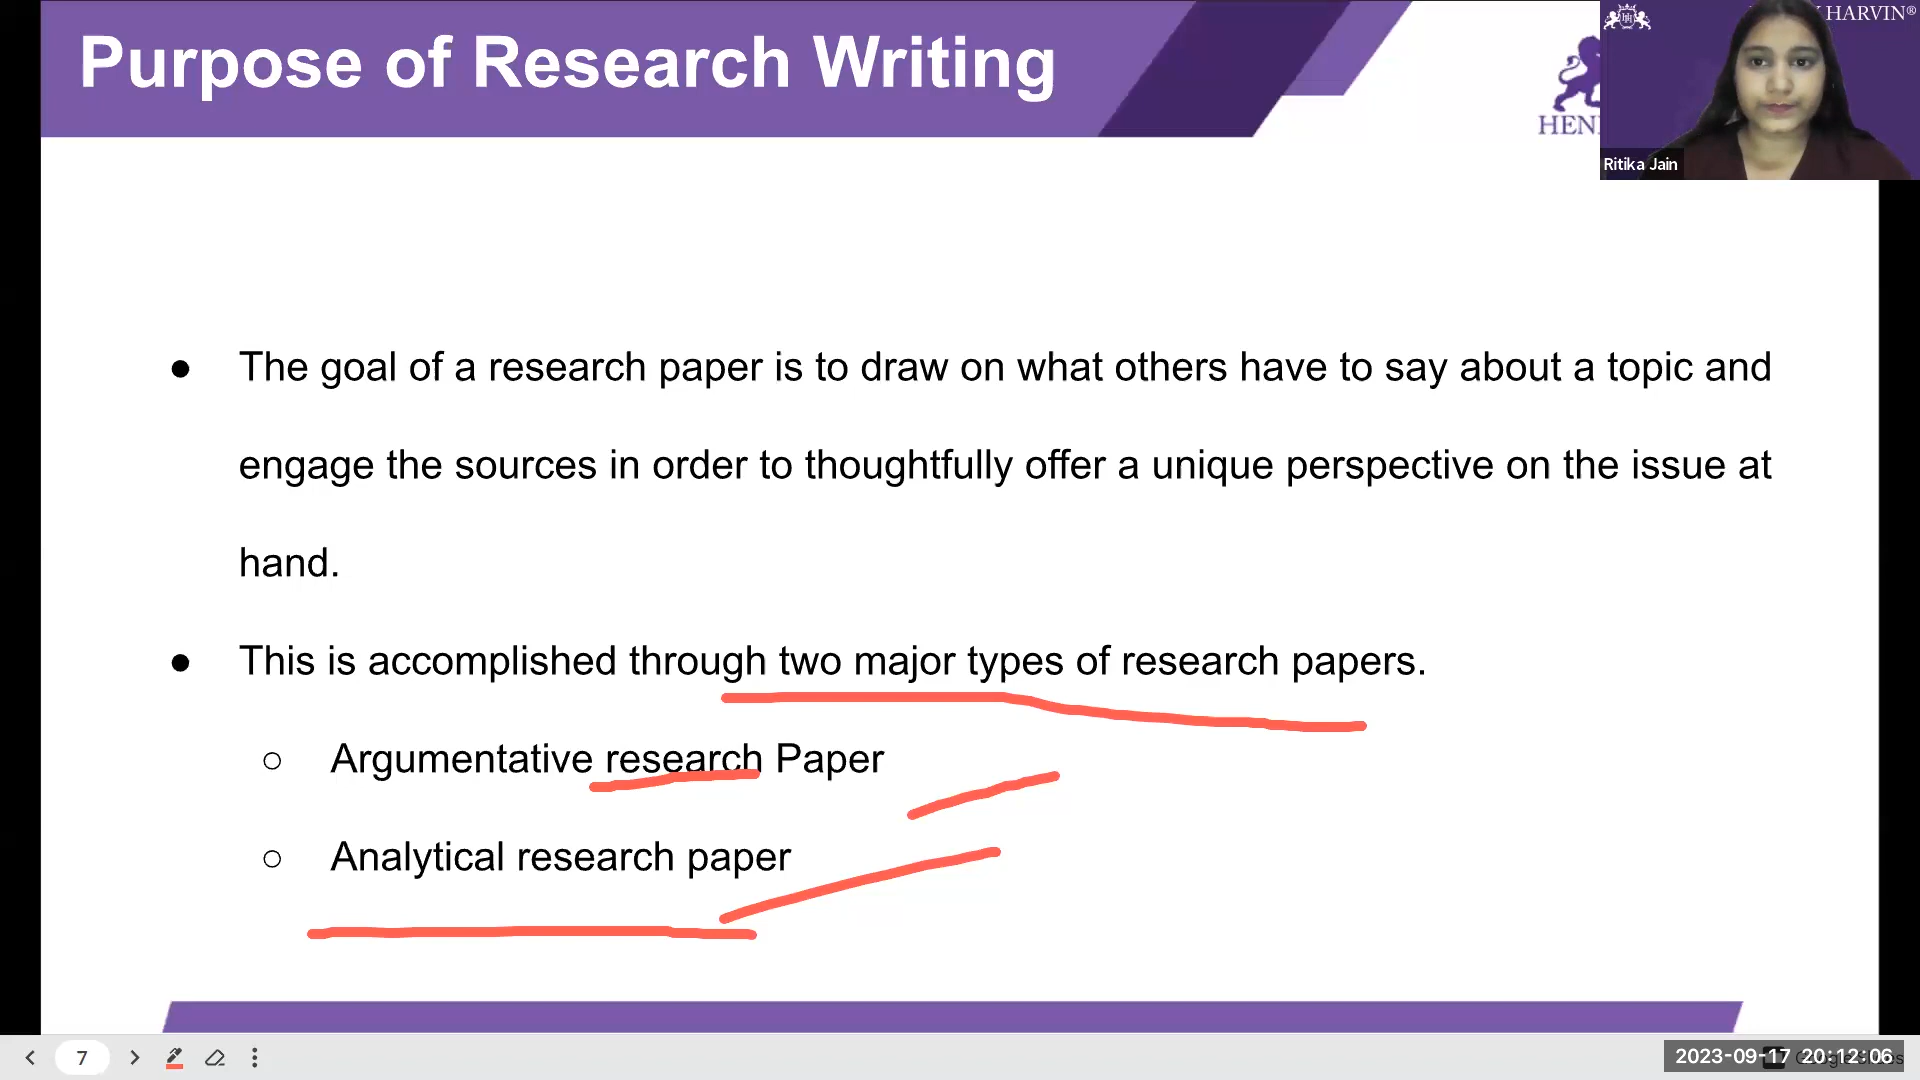 Purpose of Research Writing
HARVIN®
HEN
Ritika Jain
● The goal of a research paper is to draw on what others have to say about a topic and
engage the sources in order to thoughtfully offer a unique perspective on the issue at
hand.
● This is accomplished through two major types of research papers.
○ Argumentative research Paper
○ Analytical research paper
7
2023-09-17 20:12:06